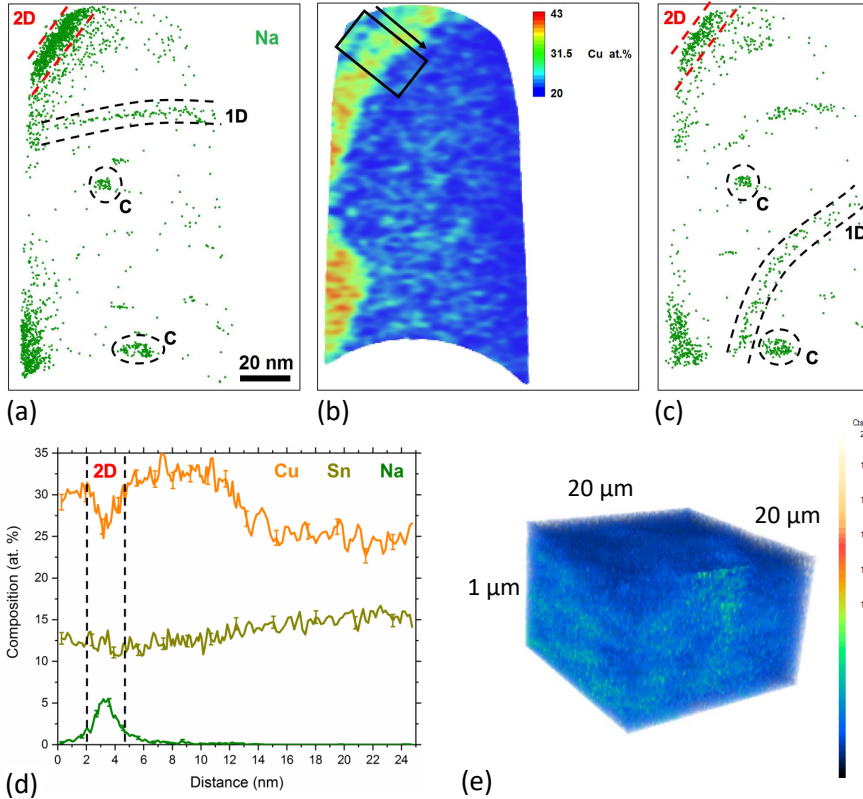 2D
Na
1D
C
C
20 nm
(a)
43
31.5 Cu at.%
20
(b)
2D
C
1D
C
(c)
35
30
25
20
15
10
5
0
Composition (at. %)
2D
Cu
Sn
Na
0 2 4 6 8 10 12 14 16 18 20 22 24
Distance (nm)
(d)
20 µm
20 µm
1 µm
(e)
Cts